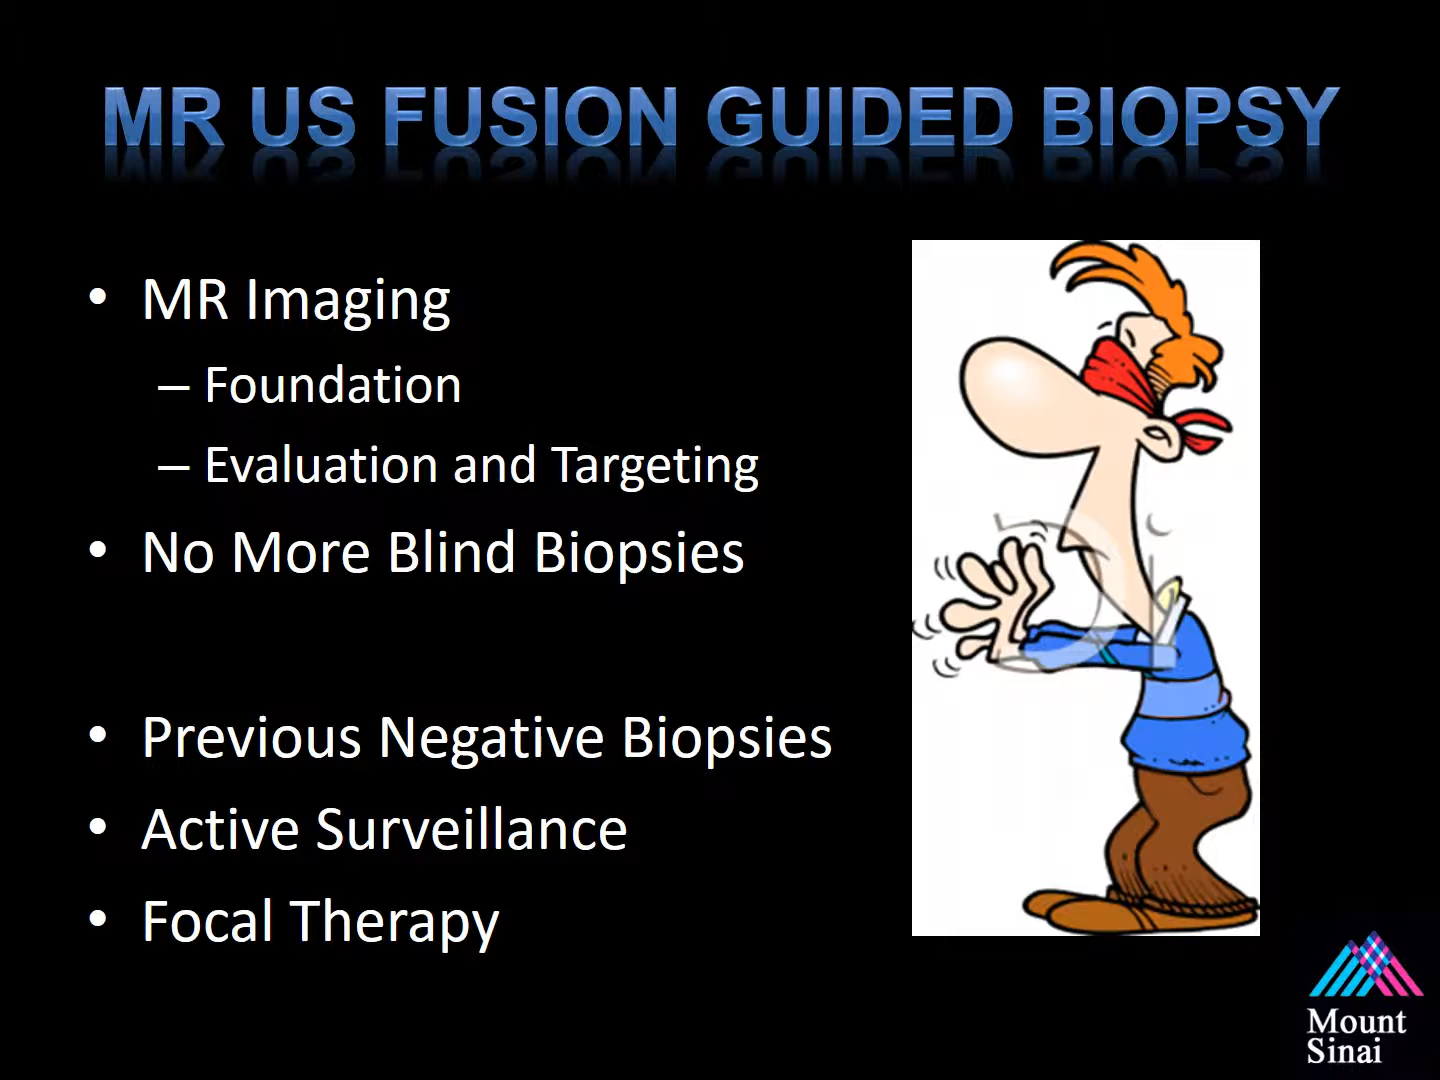 MR US FUSION GUIDED BIOPSY
• MR Imaging
– Foundation
– Evaluation and Targeting
• No More Blind Biopsies
• Previous Negative Biopsies
• Active Surveillance
• Focal Therapy
Mount
Sinai